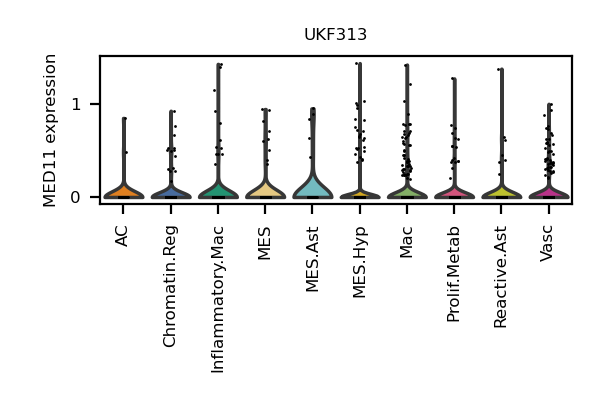 UKF313
MED11 expression
1
0
AC
Chromatin.Reg
Inflammatory.Mac
MES
MES.Ast
MES.Hyp
Mac
Prolif.Metab
Reactive.Ast
Vasc